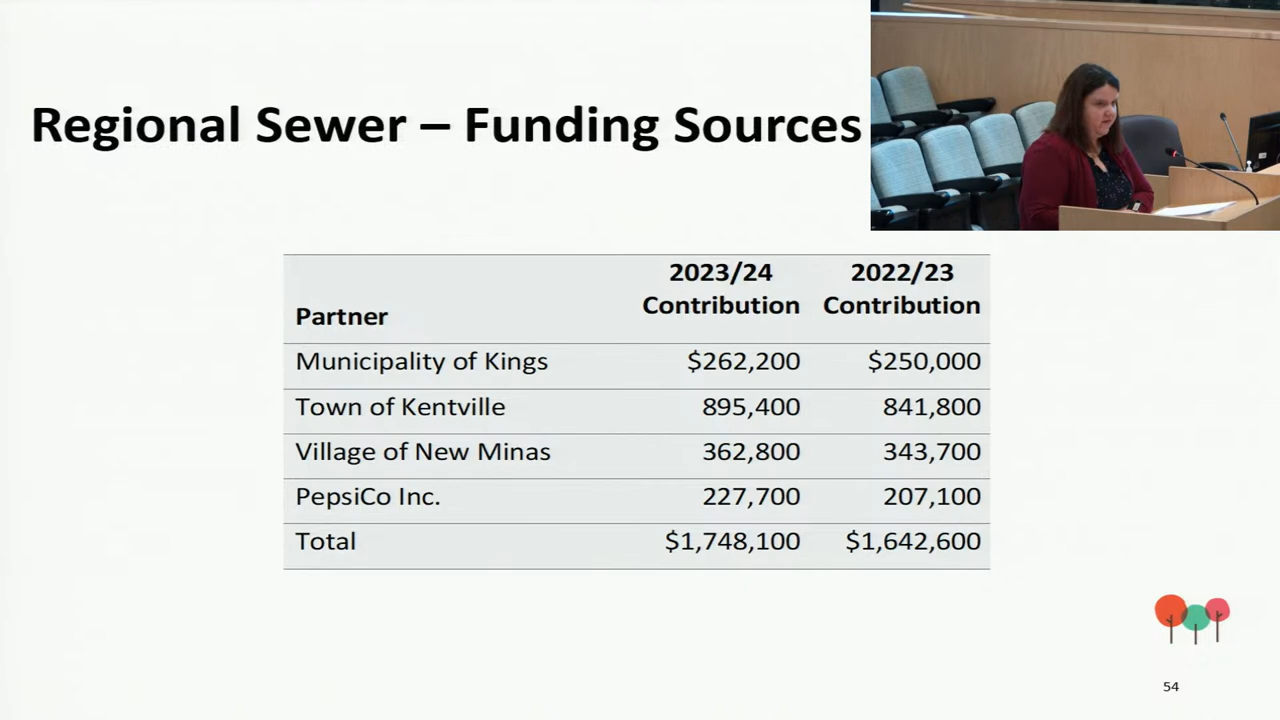 Regional Sewer – Funding Sources
Partner 2023/24 Contribution 2022/23 Contribution
Municipality of Kings $262,200 $250,000
Town of Kentville 895,400 841,800
Village of New Minas 362,800 343,700
PepsiCo Inc. 227,700 207,100
Total $1,748,100 $1,642,600
54